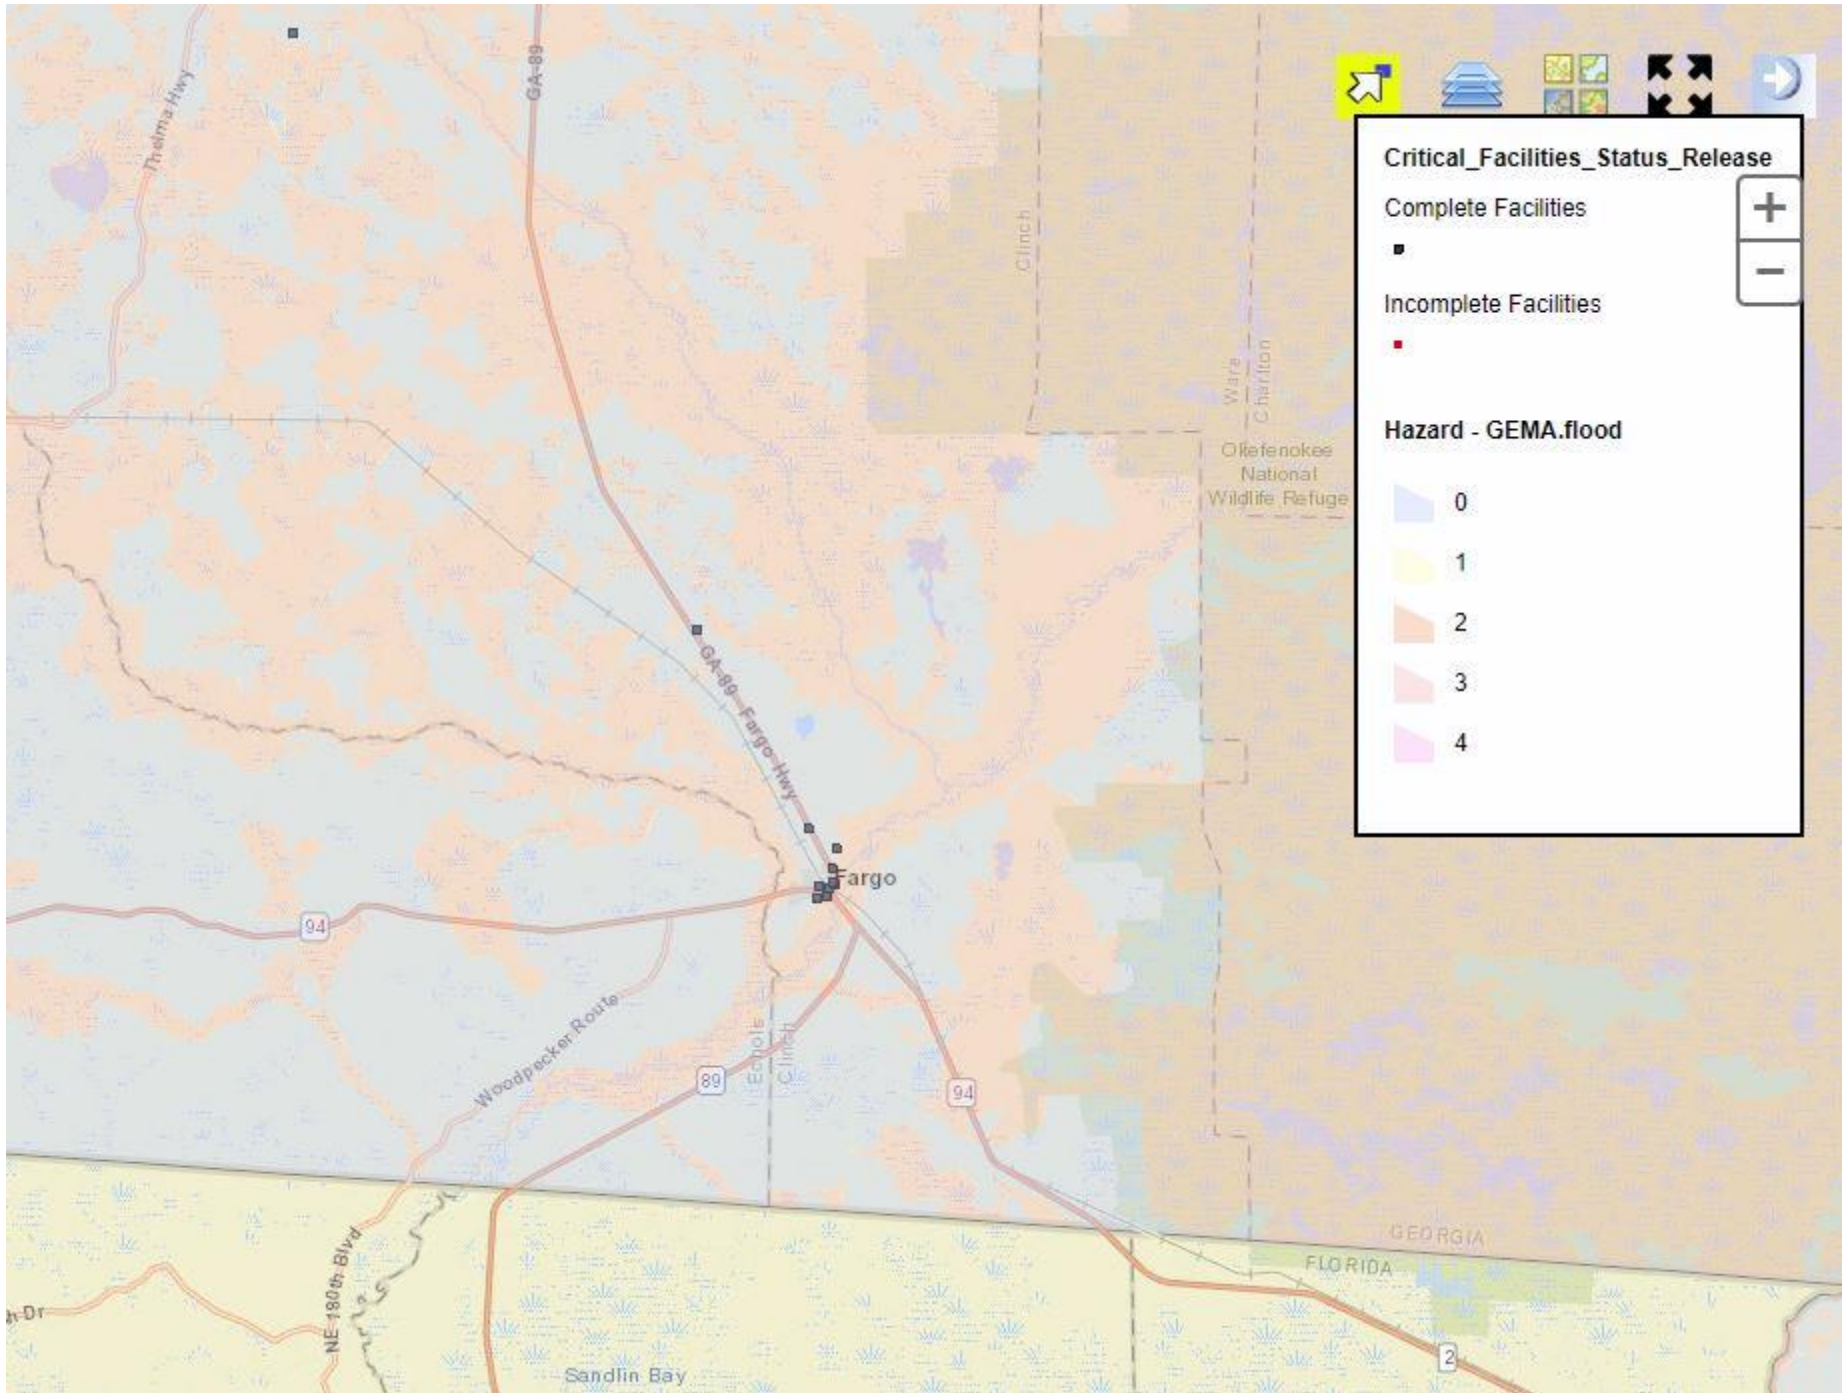 GA-89
Thelma Hwy
Clinch
Ware
Charlton
Okefenokee
National
Wildlife Refuge
Critical_Facilities_Status_Release
Complete Facilities
Incomplete Facilities
Hazard - GEMA.flood
0
1
2
3
4
+
−
GA-89 Fargo Hwy
Fargo
94
Woodpecker Route
Echols
Clinch
89
94
GEORGIA
FLORIDA
NE 180th Blvd
Dr
2
Sandlin Bay